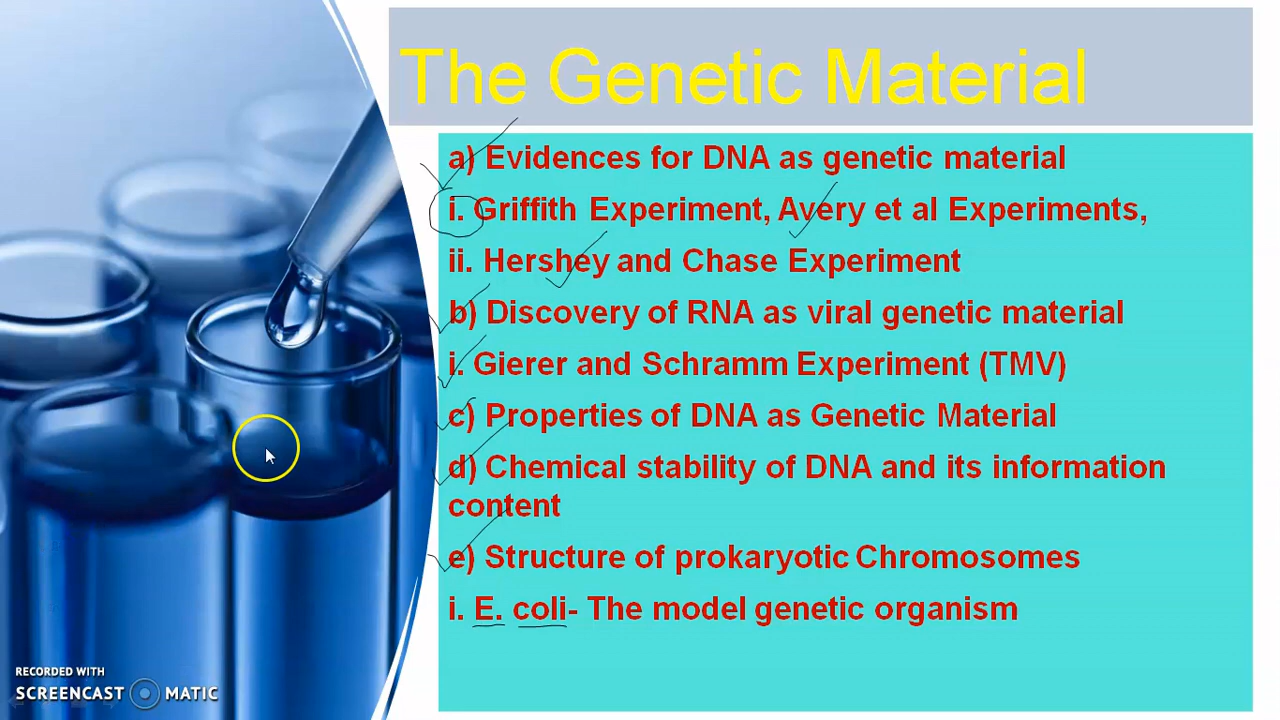 The Genetic Material
a) Evidences for DNA as genetic material
i. Griffith Experiment, Avery et al Experiments,
ii. Hershey and Chase Experiment
b) Discovery of RNA as viral genetic material
i. Gierer and Schramm Experiment (TMV)
c) Properties of DNA as Genetic Material
d) Chemical stability of DNA and its information
content
e) Structure of prokaryotic Chromosomes
i. E. coli- The model genetic organism
RECORDED WITH
SCREENCAST MATIC